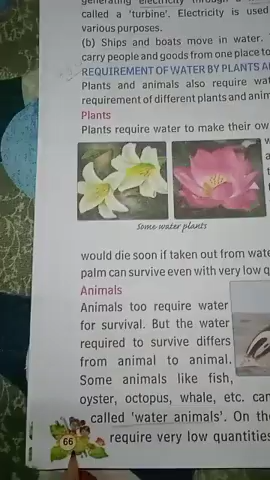 generating electricity through a
called a 'turbine'. Electricity is used
various purposes.
(b) Ships and boats move in water.
carry people and goods from one place to
REQUIREMENT OF WATER BY PLANTS A
Plants and animals also require wat
requirement of different plants and anim
Plants
Plants require water to make their ow
Some water plants
would die soon if taken out from wate
palm can survive even with very low q
Animals
Animals too require water
for survival. But the water
required to survive differs
from animal to animal.
Some animals like fish,
oyster, octopus, whale, etc. can
called 'water animals'. On the
require very low quantities
66